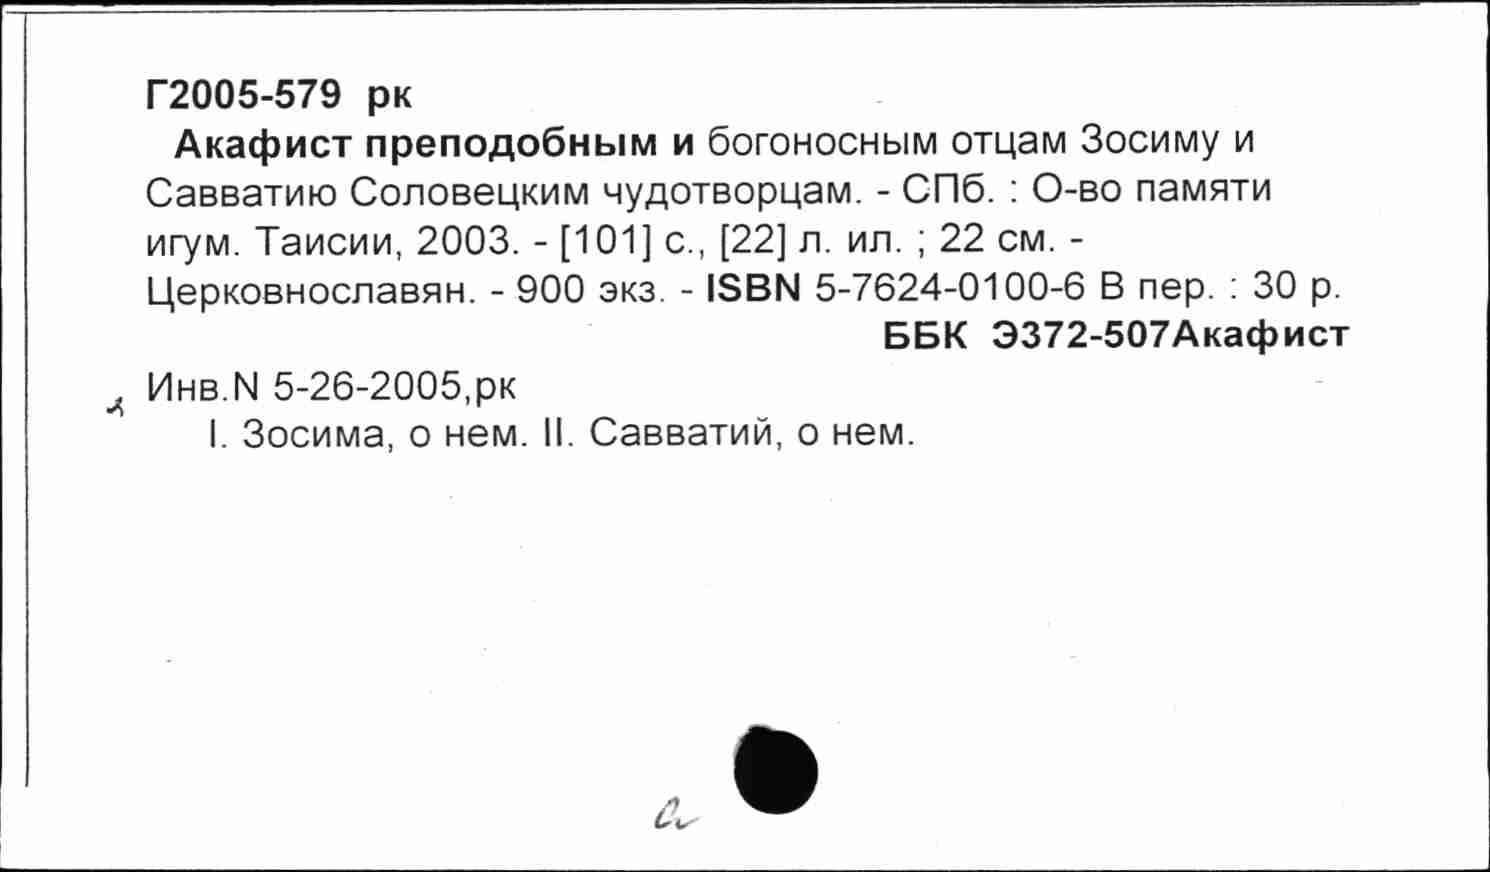 Г2005-579 рк
Акафист преподобным и богоносным отцам Зосиму и
Савватию Соловецким чудотворцам. - СПб. : О-во памяти
игум. Таисии, 2003. - [101] с., [22] л. ил. ; 22 см. -
Церковнославян. - 900 экз. - ISBN 5-7624-0100-6 В пер. : 30 р.
ББК Э372-507Акафист
Инв.N 5-26-2005,рк
I. Зосима, о нем. II. Савватий, о нем.